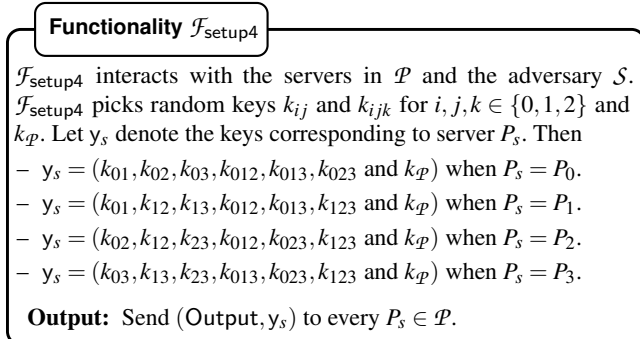 Functionality ℱsetup4
ℱsetup4 interacts with the servers in 𝒫 and the adversary 𝒮.
ℱsetup4 picks random keys kij and kijk for i, j, k ∈ {0,1,2} and
k𝒫. Let ys denote the keys corresponding to server Ps. Then
– ys = (k01,k02,k03,k012,k013,k023 and k𝒫) when Ps = P0.
– ys = (k01,k12,k13,k012,k013,k123 and k𝒫) when Ps = P1.
– ys = (k02,k12,k23,k012,k023,k123 and k𝒫) when Ps = P2.
– ys = (k03,k13,k23,k013,k023,k123 and k𝒫) when Ps = P3.
Output: Send (Output,ys) to every Ps ∈ 𝒫.